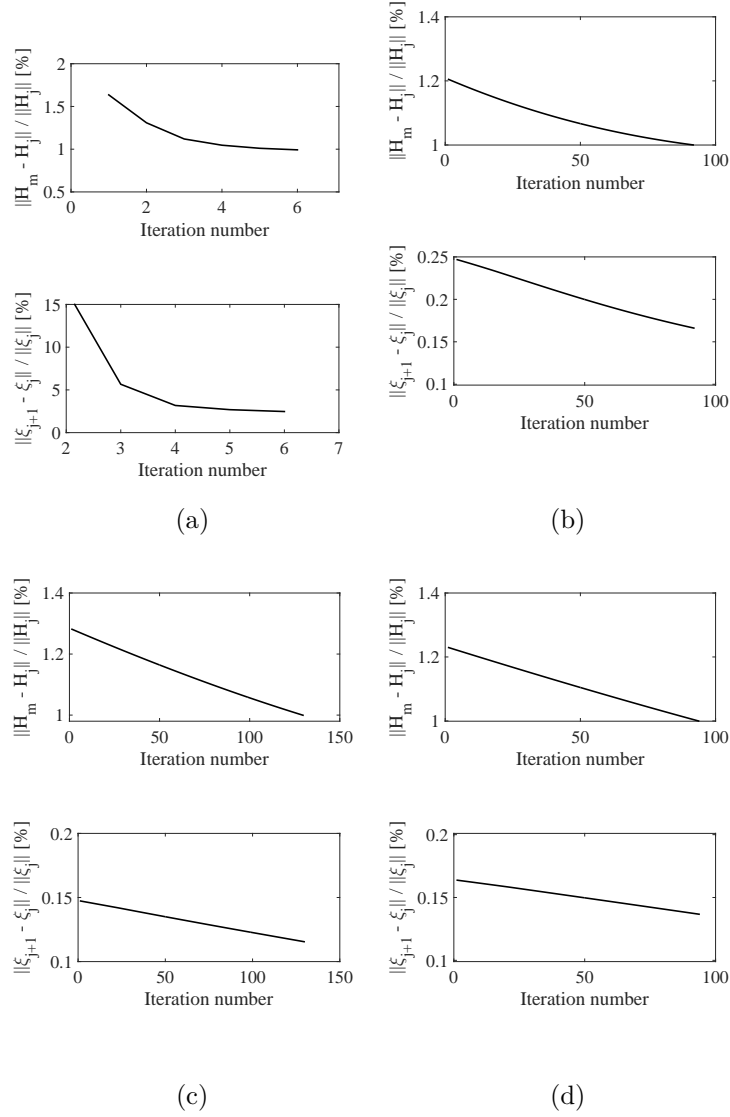 ||H_m - H_j|| / ||H_j|| [%]
2
1.5
1
0.5
0 2 4 6
Iteration number
||ξ_{j+1} - ξ_j|| / ||ξ_j|| [%]
15
10
5
0
2 3 4 5 6 7
Iteration number
(a)
||H_m - H_j|| / ||H_j|| [%]
1.4
1.2
1
0 50 100
Iteration number
||ξ_{j+1} - ξ_j|| / ||ξ_j|| [%]
0.25
0.2
0.15
0.1
0 50 100
Iteration number
(b)
||H_m - H_j|| / ||H_j|| [%]
1.4
1.2
1
0 50 100 150
Iteration number
||ξ_{j+1} - ξ_j|| / ||ξ_j|| [%]
0.2
0.15
0.1
0 50 100 150
Iteration number
(c)
||H_m - H_j|| / ||H_j|| [%]
1.4
1.2
1
0 50 100
Iteration number
||ξ_{j+1} - ξ_j|| / ||ξ_j|| [%]
0.2
0.15
0.1
0 50 100
Iteration number
(d)